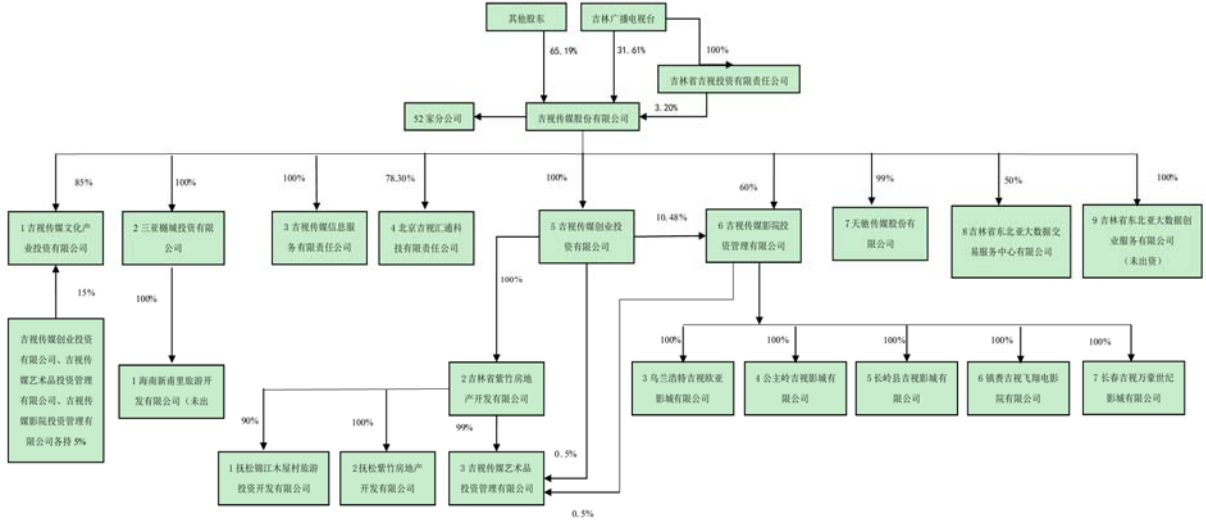 其他股东
吉林广播电视台
65.19%
31.61%
100%
吉林省吉视投资有限责任公司
3.20%
52家分公司
吉视传媒股份有限公司
85%
100%
100%
78.30%
100%
60%
99%
50%
100%
1吉视传媒文化产
业投资有限公司
2三亚樾城投资有限
公司
3吉视传媒信息服
务有限责任公司
4北京吉视汇通科
技有限责任公司
5吉视传媒创业投
资有限公司
10.48%
6吉视传媒影院投
资管理有限公司
7天驰传媒股份有
限公司
8吉林省东北亚大数据交
易服务中心有限公司
9吉林省东北亚大数据创
业服务有限公司
（未出资）
15%
100%
100%
吉视传媒创业投资
有限公司、吉视传
媒艺术品投资管理
有限公司、吉视传
媒影院投资管理有
限公司各持5%
1海南新南里旅游开
发有限公司（未出
2吉林省紫竹房地
产开发有限公司
100%
100%
100%
100%
100%
3乌兰浩特吉视欧亚
影城有限公司
4公主岭吉视影城有
限公司
5长岭县吉视影城有
限公司
6镇赉吉视飞翔电影
院有限公司
7长春吉视万豪世纪
影城有限公司
90%
100%
99%
0.5%
1抚松锦江木屋村旅游
投资开发有限公司
2抚松紫竹房地产
开发有限公司
3吉视传媒艺术品
投资管理有限公司
0.5%